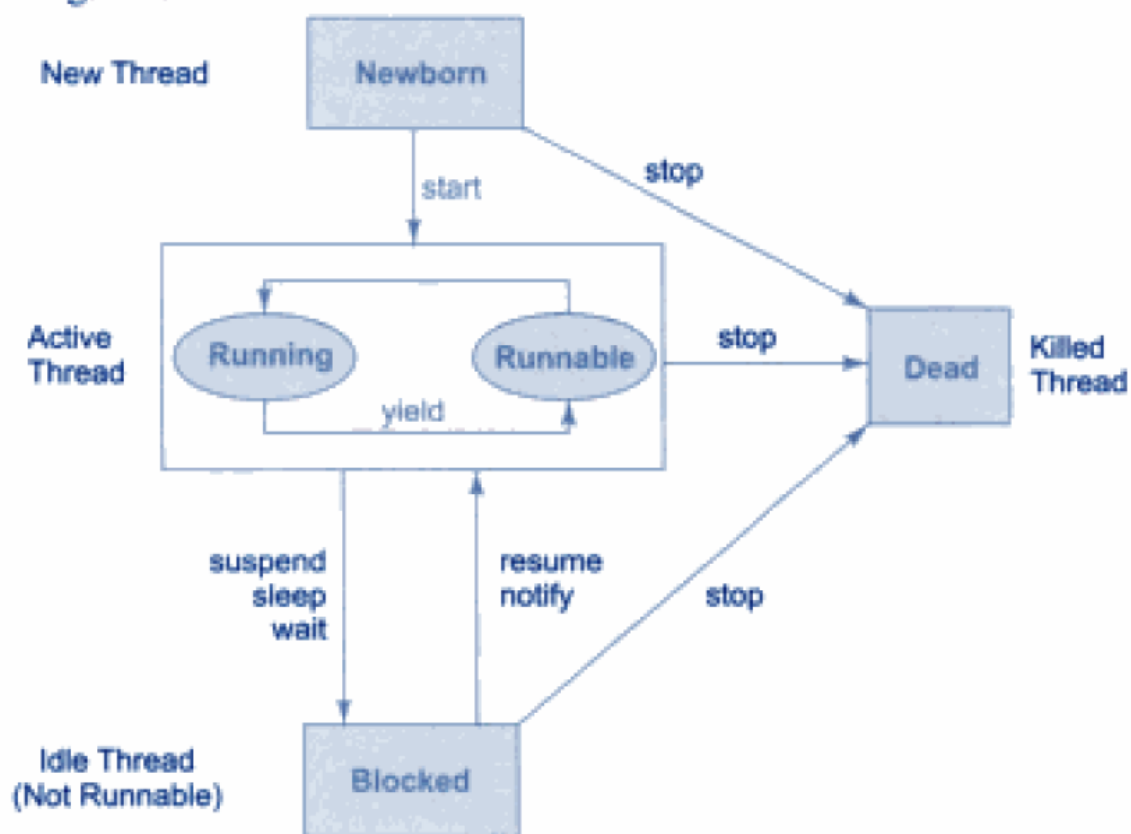 New Thread
Newborn
start
stop
Active
Thread
Running
Runnable
yield
stop
Dead
Killed
Thread
suspend
sleep
wait
resume
notify
stop
Idle Thread
(Not Runnable)
Blocked